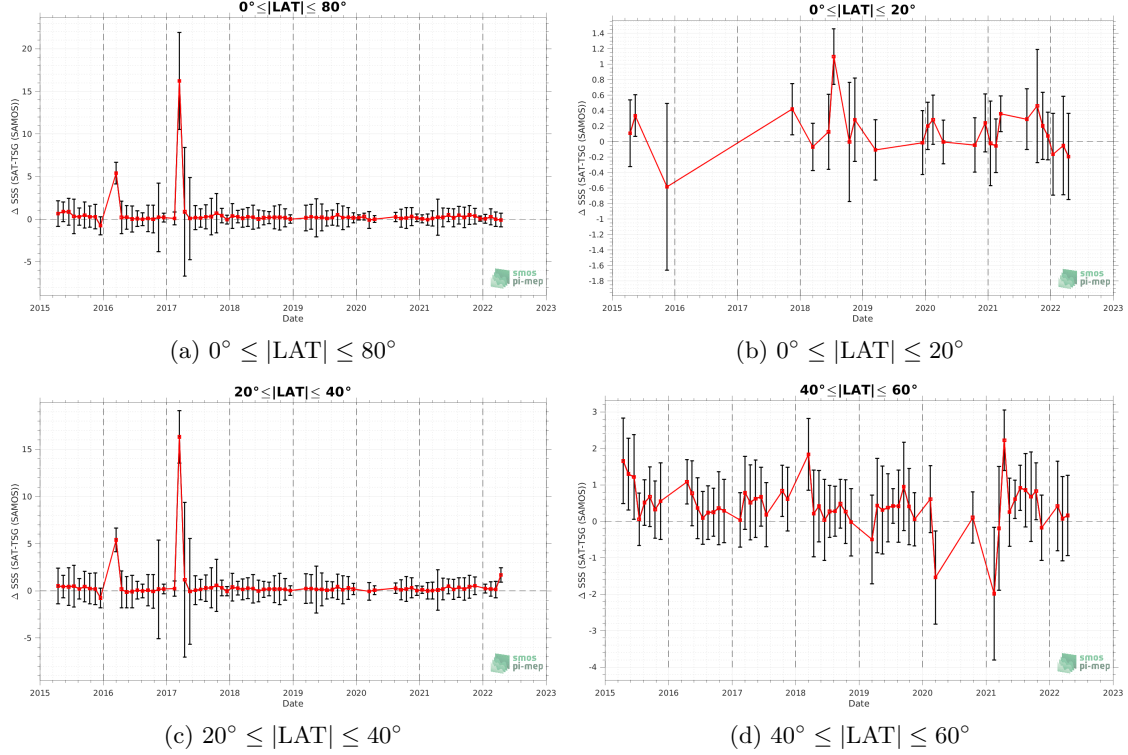 0°≤|LAT|≤ 80°
Δ SSS (SAT-TSG (SAMOS))
20
15
10
5
0
-5
2015 2016 2017 2018 2019 2020 2021 2022 2023
Date
smos
pi-mep
(a) 0° ≤ |LAT| ≤ 80°
0°≤|LAT|≤ 20°
Δ SSS (SAT-TSG (SAMOS))
1.4
1.2
1
0.8
0.6
0.4
0.2
0
-0.2
-0.4
-0.6
-0.8
-1
-1.2
-1.4
-1.6
-1.8
2015 2016 2017 2018 2019 2020 2021 2022 2023
Date
smos
pi-mep
(b) 0° ≤ |LAT| ≤ 20°
20°≤|LAT|≤ 40°
Δ SSS (SAT-TSG (SAMOS))
15
10
5
0
-5
2015 2016 2017 2018 2019 2020 2021 2022 2023
Date
smos
pi-mep
(c) 20° ≤ |LAT| ≤ 40°
40°≤|LAT|≤ 60°
Δ SSS (SAT-TSG (SAMOS))
3
2
1
0
-1
-2
-3
-4
2015 2016 2017 2018 2019 2020 2021 2022 2023
Date
smos
pi-mep
(d) 40° ≤ |LAT| ≤ 60°